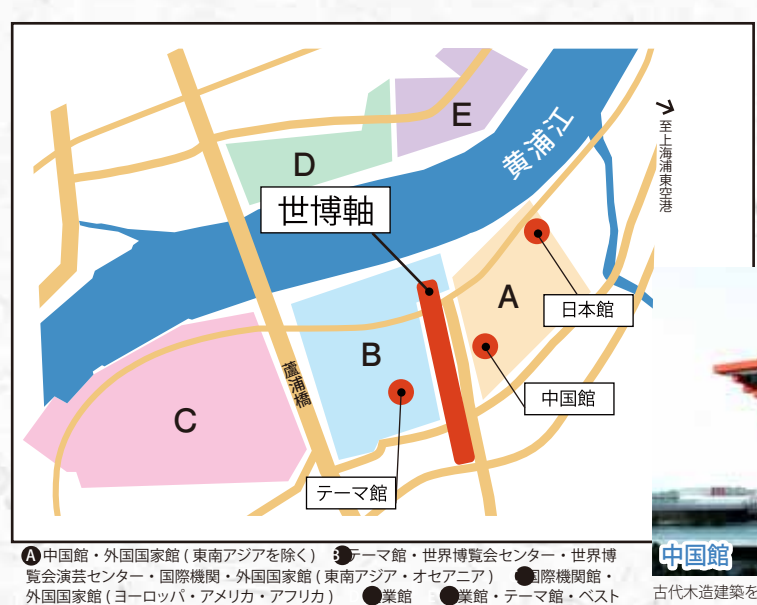 E
D
黄浦江
至上海浦東空港
世博軸
A
日本館
B
蘆浦橋
中国館
C
テーマ館
A中国館・外国国家館 ( 東南アジアを除く )　Bテーマ館・世界博覧会センター・世界博
覧会演芸センター・国際機関・外国国家館 ( 東南アジア・オセアニア )　国際機関館・
外国国家館 ( ヨーロッパ・アメリカ・アフリカ )　業館　業館・テーマ館・ベスト
中国館
古代木造建築を